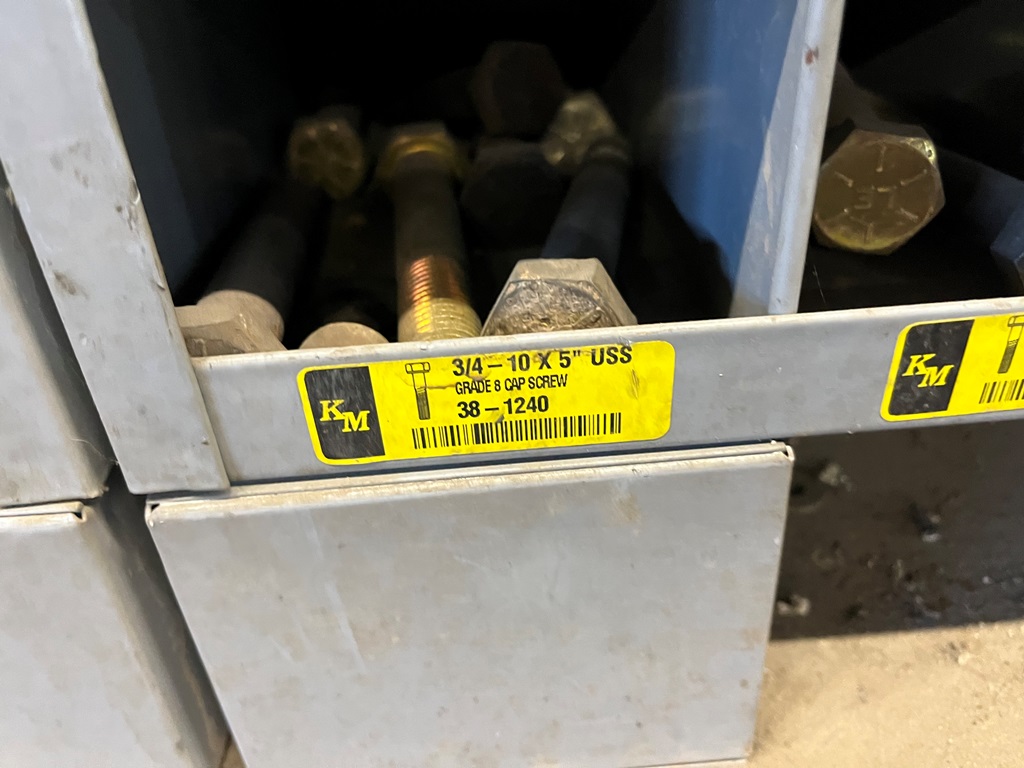 KM
3/4 - 10 X 5" USS
GRADE 8 CAP SCREW
38 - 1240
KM